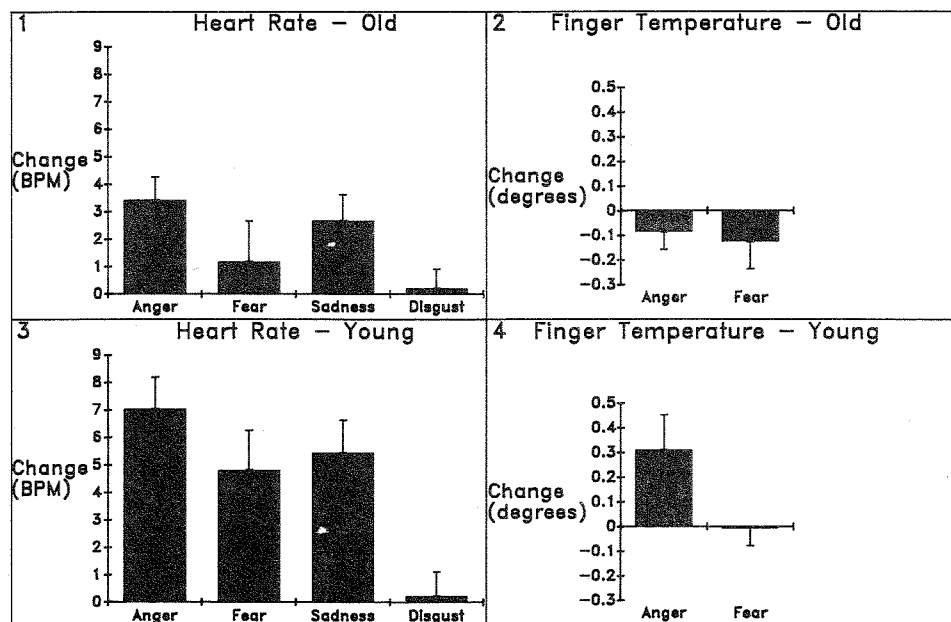 1 Heart Rate – Old
9
8
7
6
5
4
3
2
1
0
Change
(BPM)
Anger Fear Sadness Disgust
2 Finger Temperature – Old
0.5
0.4
0.3
0.2
0.1
0
−0.1
−0.2
−0.3
Change
(degrees)
Anger Fear
3 Heart Rate – Young
9
8
7
6
5
4
3
2
1
0
Change
(BPM)
Anger Fear Sadness Disgust
4 Finger Temperature – Young
0.5
0.4
0.3
0.2
0.1
0
−0.1
−0.2
−0.3
Change
(degrees)
Anger Fear